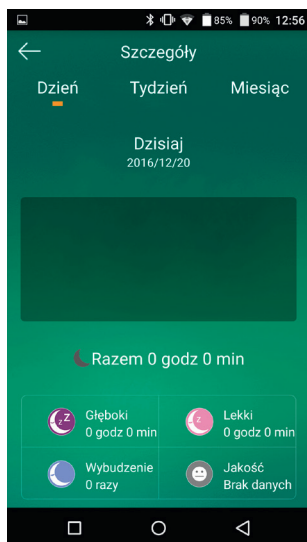 85% 90% 12:56
Szczegóły
Dzień Tydzień Miesiąc
Dzisiaj
2016/12/20
Razem 0 godz 0 min
Głęboki
0 godz 0 min
Lekki
0 godz 0 min
Wybudzenie
0 razy
Jakość
Brak danych